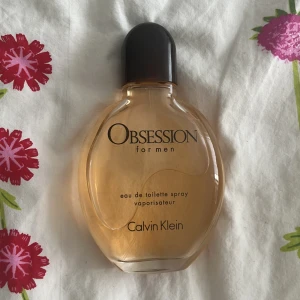 OBSESSION
for men
eau de toilette spray
vaporisateur
Calvin Klein